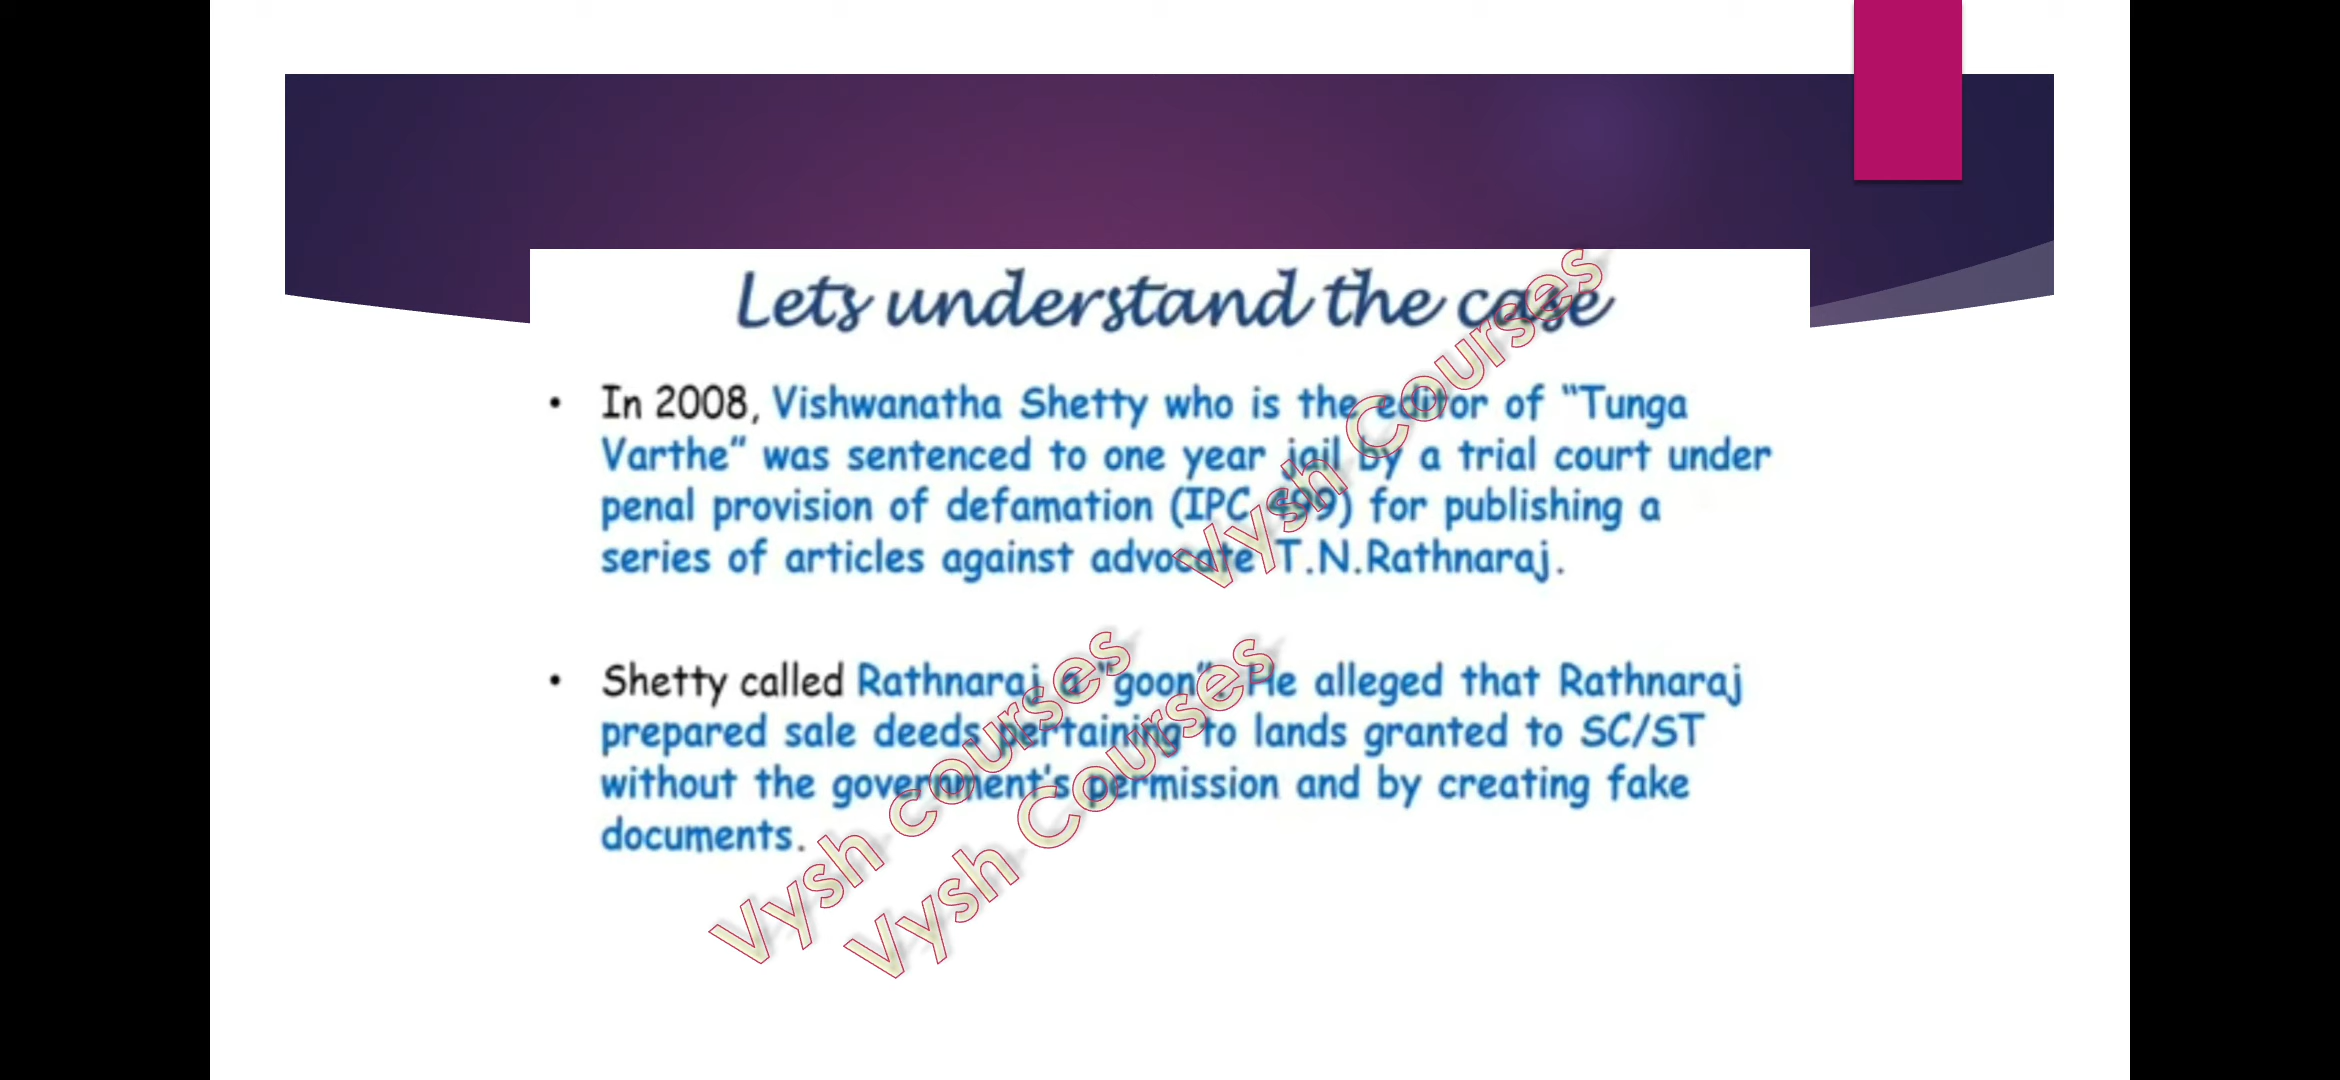 Lets understand the case
• In 2008, Vishwanatha Shetty who is the editor of “Tunga
Varthe” was sentenced to one year jail by a trial court under
penal provision of defamation (IPC 499) for publishing a
series of articles against advocate T.N.Rathnaraj.
• Shetty called Rathnaraj a “goon”. He alleged that Rathnaraj
prepared sale deeds pertaining to lands granted to SC/ST
without the government's permission and by creating fake
documents.
Vysh Courses
Vysh courses
Vysh Courses